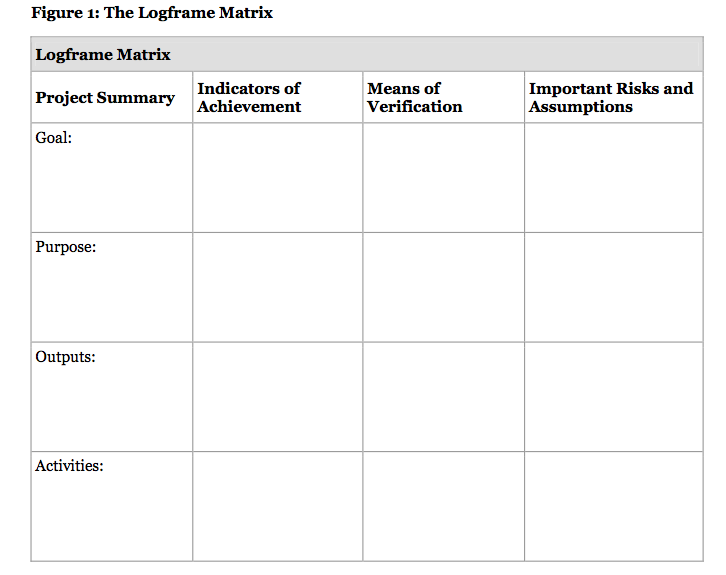 Figure 1: The Logframe Matrix
Logframe Matrix
Project Summary
Indicators of
Achievement
Means of
Verification
Important Risks and
Assumptions
Goal:
Purpose:
Outputs:
Activities: